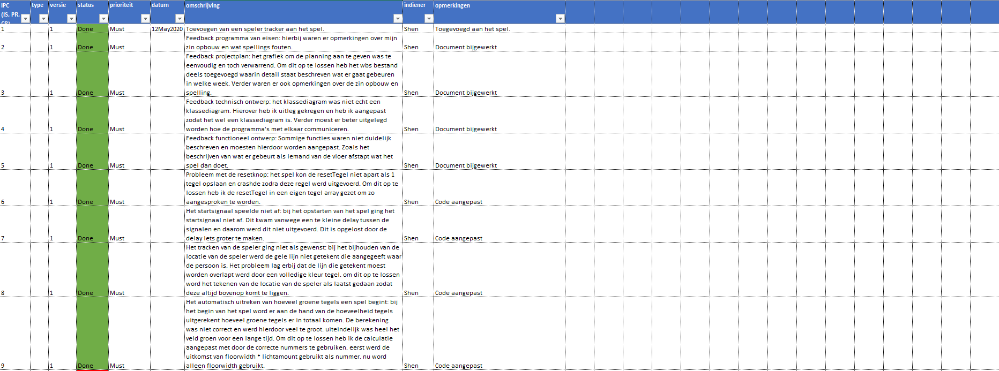 IPC type versie status prioriteit datum omschrijving indiener opmerkingen
(IS, PR,
CR)
1 1 Done Must 12May2020 Toevoegen van een speler tracker aan het spel. Shen Toegevoegd aan het spel.
Feedback programma van eisen: hierbij waren er opmerkingen over mijn
2 1 Done Must zin opbouw en wat spellings fouten. Shen Document bijgewerkt
Feedback projectplan: het grafiek om de planning aan te geven was te
eenvoudig en toch verwarrend. Om dit op te lossen heb het wbs bestand
deels toegevoegd waarin detail staat beschreven wat er gaat gebeuren
in welke week. Verder waren er ook opmerkingen over de zin opbouw en
3 1 Done Must spelling. Shen Document bijgewerkt
Feedback technisch ontwerp: het klassediagram was niet echt een
klassediagram. Hierover heb ik uitleg gekregen en heb ik aangepast
zodat het wel een klassediagram is. Verder moest er beter uitgelegd
4 1 Done Must worden hoe de programma's met elkaar communiceren. Shen Document bijgewerkt
Feedback functioneel ontwerp: Sommige functies waren niet duidelijk
beschreven en moesten hierdoor worden aangepast. Zoals het
beschrijven van wat er gebeurt als iemand van de vloer afstapt wat het
5 1 Done Must spel dan doet. Shen Document bijgewerkt
Probleem met de resetknop: het spel kon de resetTegel niet apart als 1
tegel opslaan en crashde zodra deze regel werd uitgevoerd. Om dit op te
lossen heb ik de resetTegel in een eigen tegel array gezet om zo
6 1 Done Must aangesproken te worden. Shen Code aangepast
Het startsignaal speelde niet af: bij het opstarten van het spel ging het
startsignaal niet af. Dit kwam vanwege een te kleine delay tussen de
signalen en daarom werd dit niet uitgevoerd. Dit is opgelost door de
7 1 Done Must delay iets groter te maken. Shen Code aangepast
Het tracken van de speler ging niet als gewenst: bij het bijhouden van de
locatie van de speler werd de gele lijn niet getekent die aangegeeft waar
de persoon is. Het probleem lag erbij dat de lijn die getekent moest
worden overlapt werd door een volledige kleur tegel. om dit op te lossen
word het tekenen van de locatie van de speler als laatst gedaan zodat
8 1 Done Must deze altijd bovenop komt te liggen. Shen Code aangepast
Het automatisch uitreken van hoeveel groene tegels een spel begint: bij
het begin van het spel word er aan de hand van de hoeveelheid tegels
uitgerekent hoeveel groene tegels er in totaal komen. De berekening
was niet correct en werd hierdoor veel te groot. uiteindelijk was heel het
veld groen voor een lange tijd. Om dit op te lossen heb ik de calculatie
aangepast met door de correcte nummers te gebruiken. eerst werd de
uitkomst van floorwidth * lichtamount gebruikt als nummer. nu word
9 1 Done Must alleen floorwidth gebruikt. Shen Code aangepast